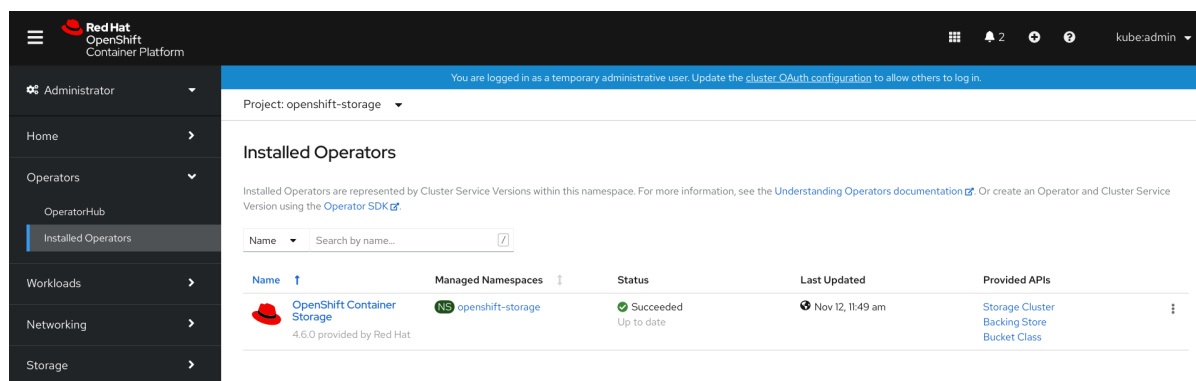 Red Hat
OpenShift
Container Platform
2
kube:admin
Administrator
You are logged in as a temporary administrative user. Update the cluster OAuth configuration to allow others to log in.
Project: openshift-storage
Home
Operators
OperatorHub
Installed Operators
Workloads
Networking
Storage
Installed Operators
Installed Operators are represented by Cluster Service Versions within this namespace. For more information, see the Understanding Operators documentation. Or create an Operator and Cluster Service
Version using the Operator SDK.
Name
Search by name...
/
Name
Managed Namespaces
Status
Last Updated
Provided APIs
OpenShift Container
Storage
4.6.0 provided by Red Hat
NS openshift-storage
Succeeded
Up to date
Nov 12, 11:49 am
Storage Cluster
Backing Store
Bucket Class